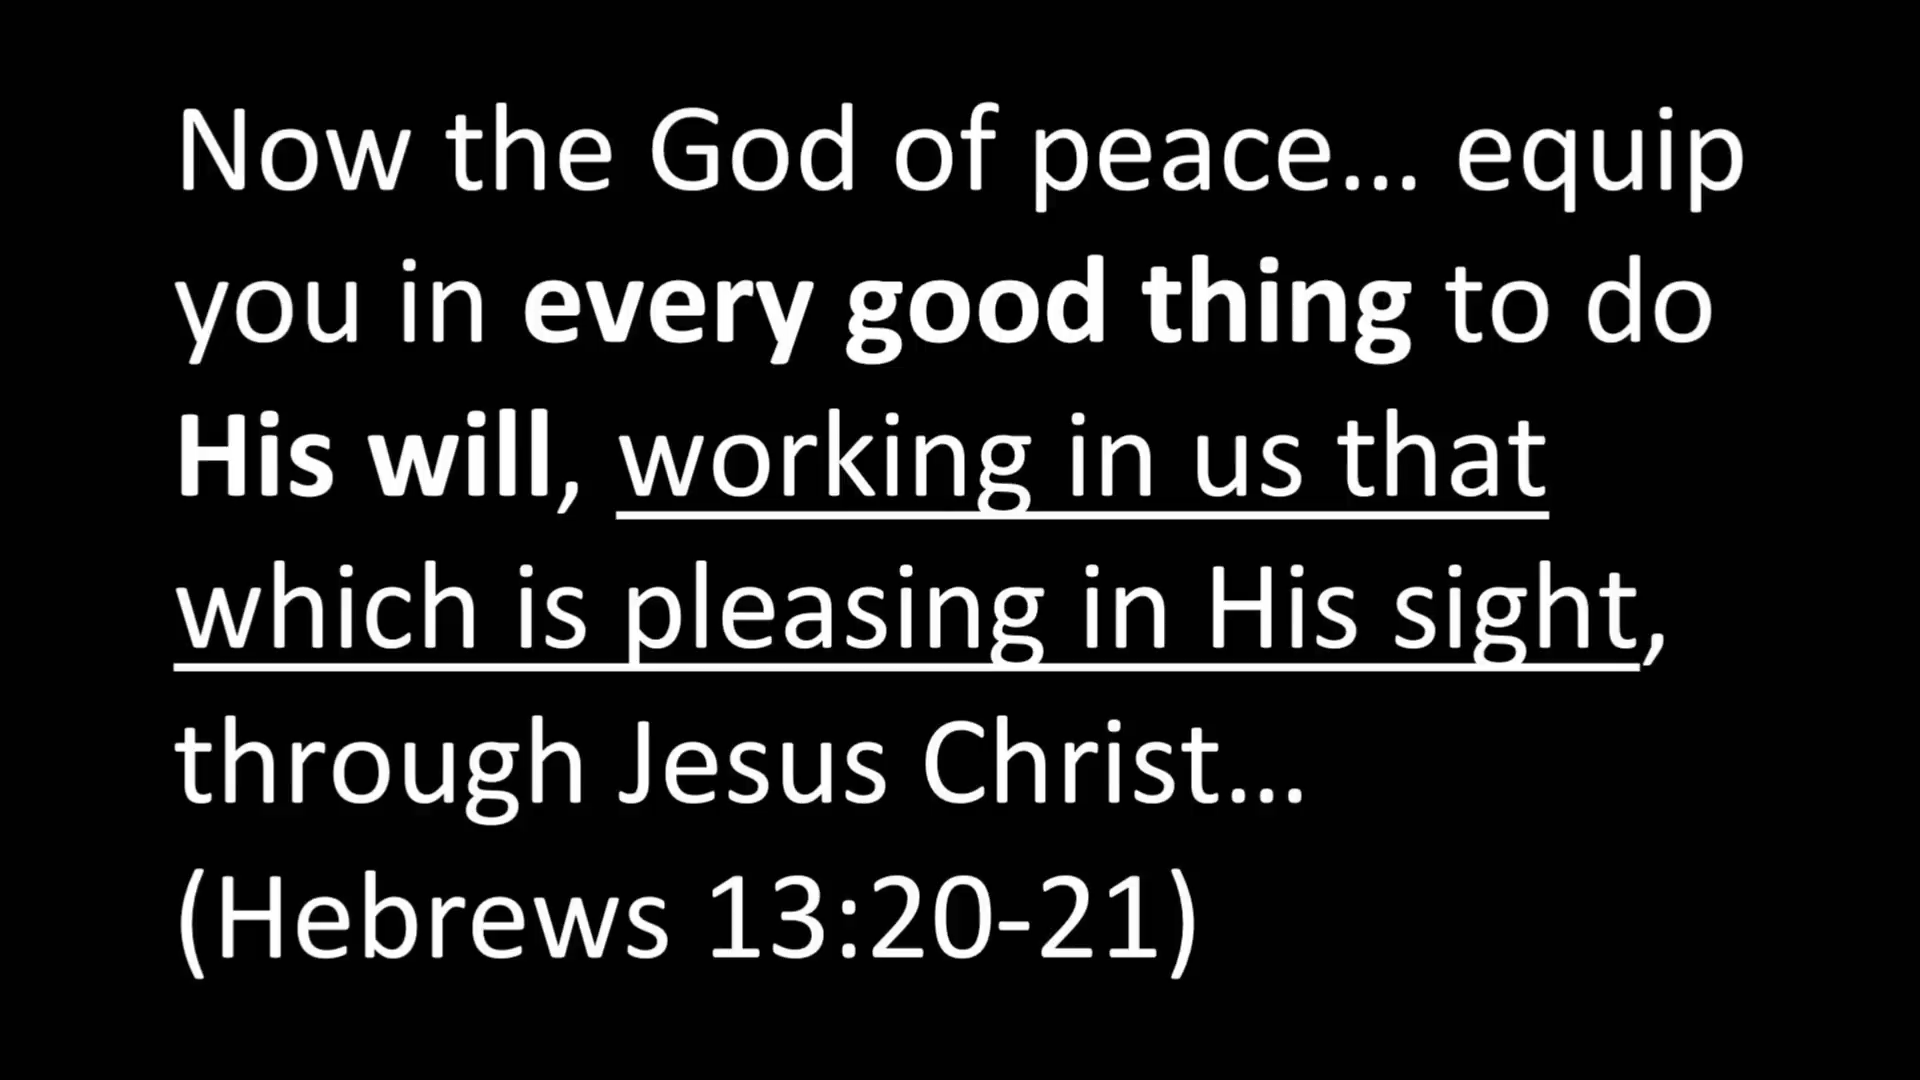 Now the God of peace… equip
you in every good thing to do
His will, working in us that
which is pleasing in His sight,
through Jesus Christ…
(Hebrews 13:20-21)